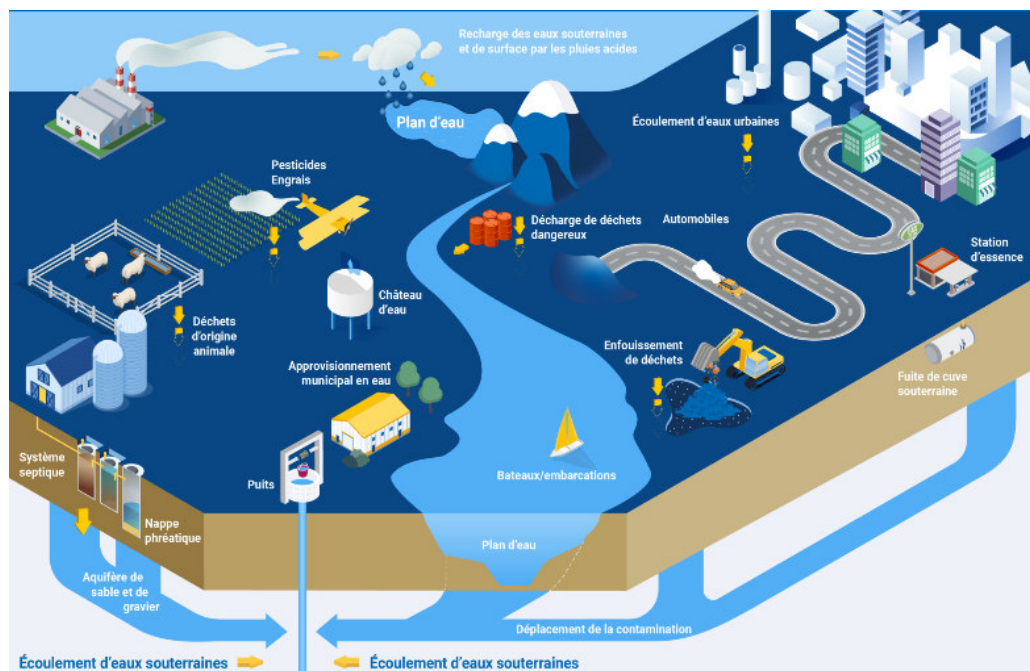 Recharge des eaux souterraines
et de surface par les pluies acides
Plan d'eau
Écoulement d'eaux urbaines
Pesticides
Engrais
Décharge de déchets
dangereux
Automobiles
Station
d'essence
Château
d'eau
Déchets
d'origine
animale
Enfouissement
de déchets
Approvisionnement
municipal en eau
Fuite de cuve
souterraine
Système
septique
Puits
Bateaux/embarcations
Nappe
phréatique
Plan d'eau
Aquifère de
sable et de
gravier
Déplacement de la contamination
Écoulement d'eaux souterraines
Écoulement d'eaux souterraines